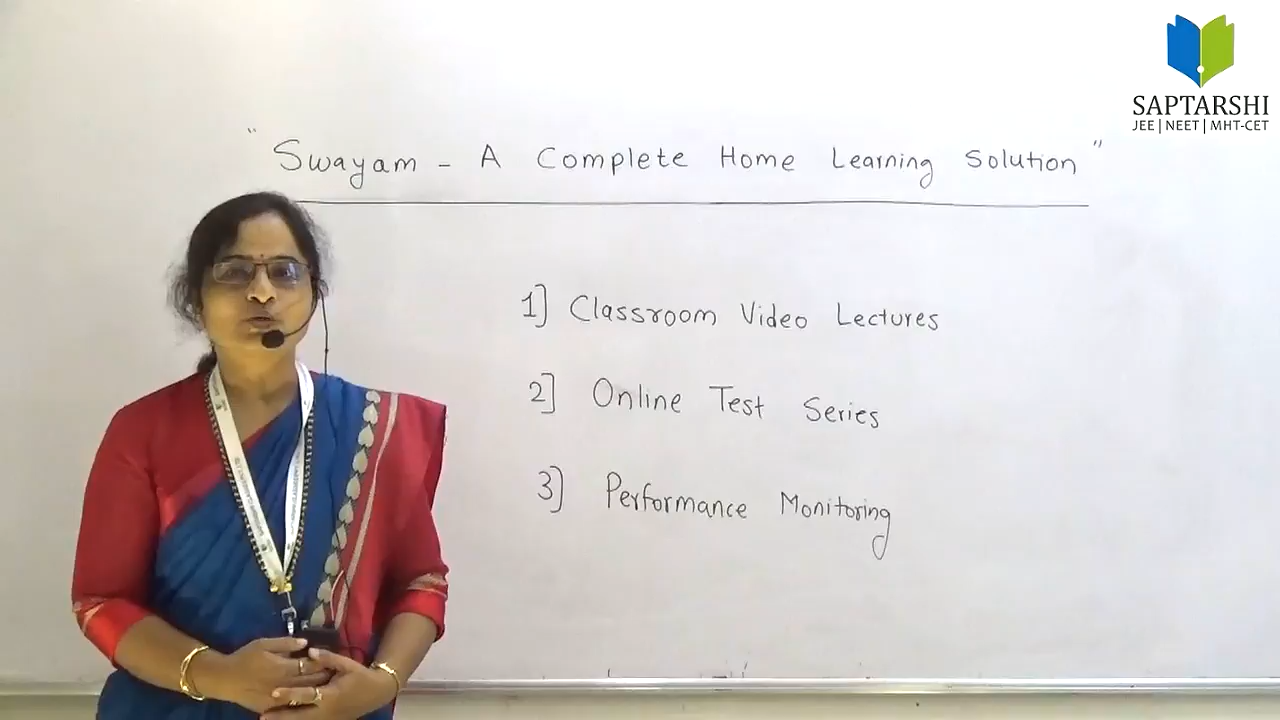 SAPTARSHI
JEE | NEET | MHT-CET
"Swayam - A Complete Home Learning Solution"
1] Classroom Video Lectures
2] Online Test Series
3] Performance Monitoring